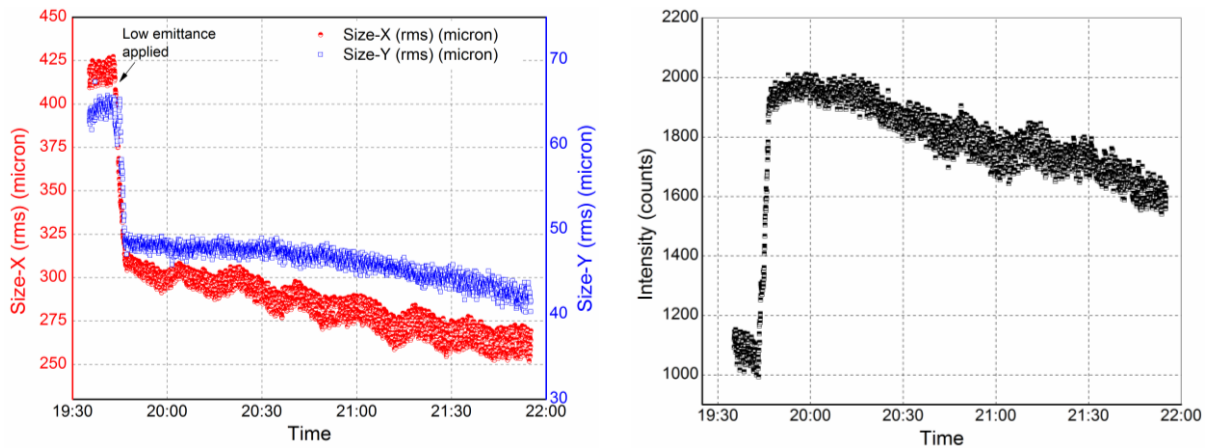 450
425
400
375
350
325
300
275
250
Size-X (rms) (micron)
Low emittance
applied
Size-X (rms) (micron)
Size-Y (rms) (micron)
70
60
50
40
30
Size-Y (rms) (micron)
19:30 20:00 20:30 21:00 21:30 22:00
Time
2200
2000
1800
1600
1400
1200
1000
Intensity (counts)
19:30 20:00 20:30 21:00 21:30 22:00
Time